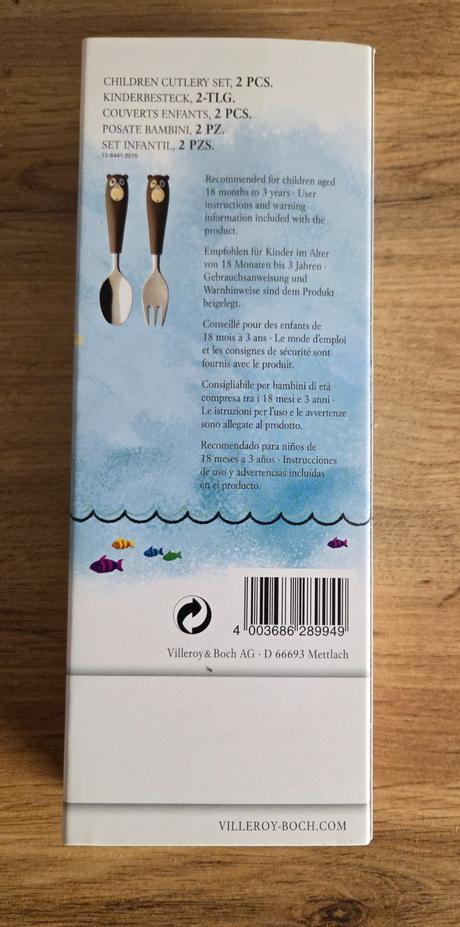 CHILDREN CUTLERY SET, 2 PCS.
KINDERBESTECK, 2-TLG.
COUVERTS ENFANTS, 2 PCS.
POSATE BAMBINI, 2 PZ.
SET INFANTIL, 2 PZS.
12-6441-2070
Recommended for children aged
18 months to 3 years · User
instructions and warning
information included with the
product.
Empfohlen für Kinder im Alter
von 18 Monaten bis 3 Jahren ·
Gebrauchsanweisung und
Warnhinweise sind dem Produkt
beigelegt.
Conseillé pour des enfants de
18 mois à 3 ans · Le mode d'emploi
et les consignes de sécurité sont
fournis avec le produit.
Consigliabile per bambini di età
compresa tra i 18 mesi e 3 anni ·
Le istruzioni per l'uso e le avvertenze
sono allegate al prodotto.
Recomendado para niños de
18 meses a 3 años · Instrucciones
de uso y advertencias incluidas
en el producto.
4 003686 289949
Villeroy & Boch AG · D 66693 Mettlach
VILLEROY-BOCH.COM